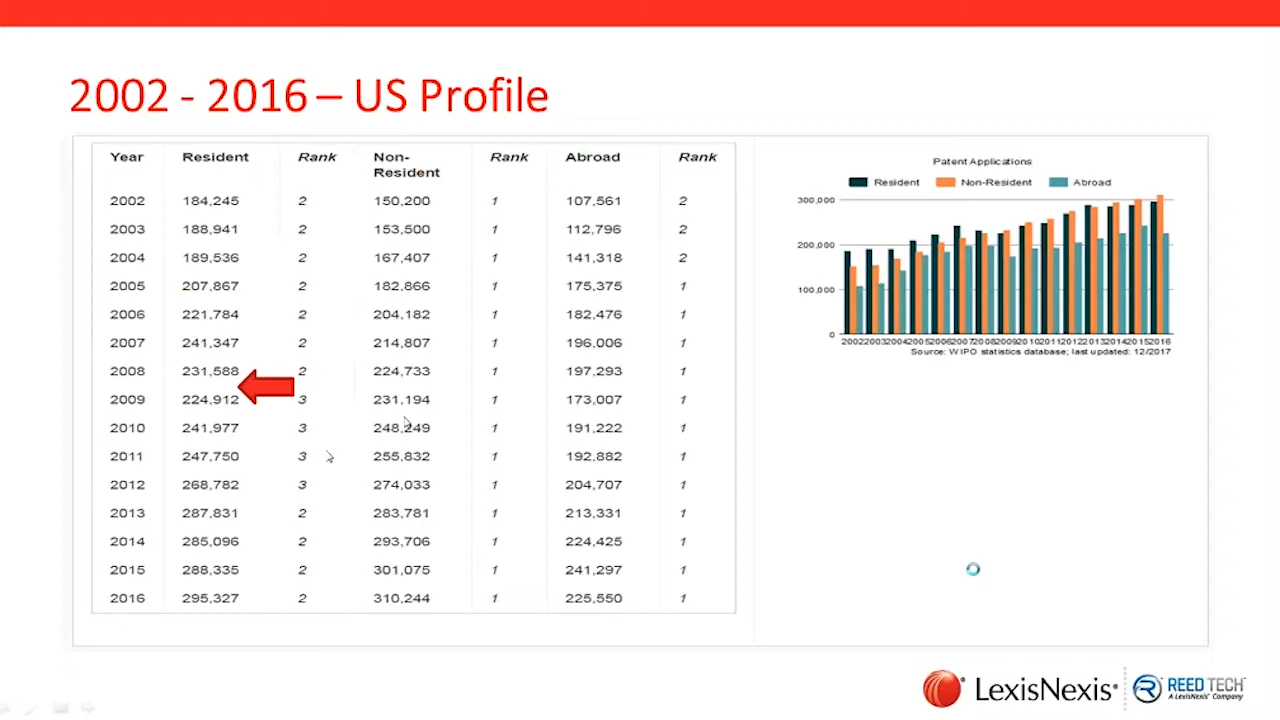 2002 - 2016 – US Profile
Year Resident Rank Non-Resident Rank Abroad Rank
2002 184,245 2 150,200 1 107,561 2
2003 188,941 2 153,500 1 112,796 2
2004 189,536 2 167,407 1 141,318 2
2005 207,867 2 182,866 1 175,375 1
2006 221,784 2 204,182 1 182,476 1
2007 241,347 2 214,807 1 196,006 1
2008 231,588 2 224,733 1 197,293 1
2009 224,912 3 231,194 1 173,007 1
2010 241,977 3 248,249 1 191,222 1
2011 247,750 3 255,832 1 192,882 1
2012 268,782 3 274,033 1 204,707 1
2013 287,831 2 283,781 1 213,331 1
2014 285,096 2 293,706 1 224,425 1
2015 288,335 2 301,075 1 241,297 1
2016 295,327 2 310,244 1 225,550 1
Patent Applications
Resident Non-Resident Abroad
300,000
200,000
100,000
0
2002 2003 2004 2005 2006 2007 2008 2009 2010 2011 2012 2013 2014 2015 2016
Source: WIPO statistics database; last updated: 12/2017
LexisNexis®
REED TECH™
A LexisNexis® Company